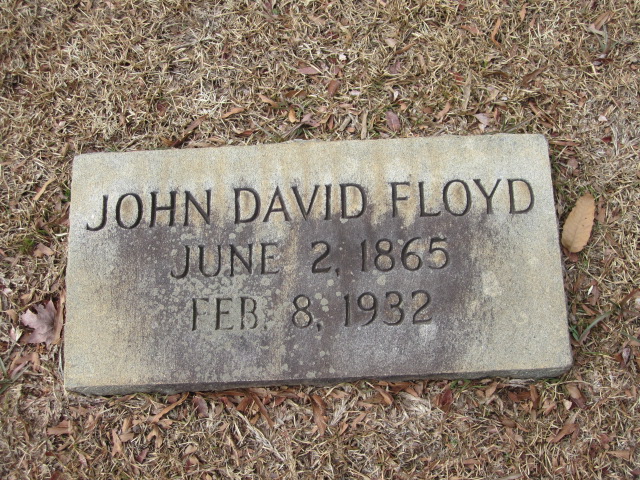 JOHN DAVID FLOYD
JUNE 2, 1865
FEB. 8, 1932